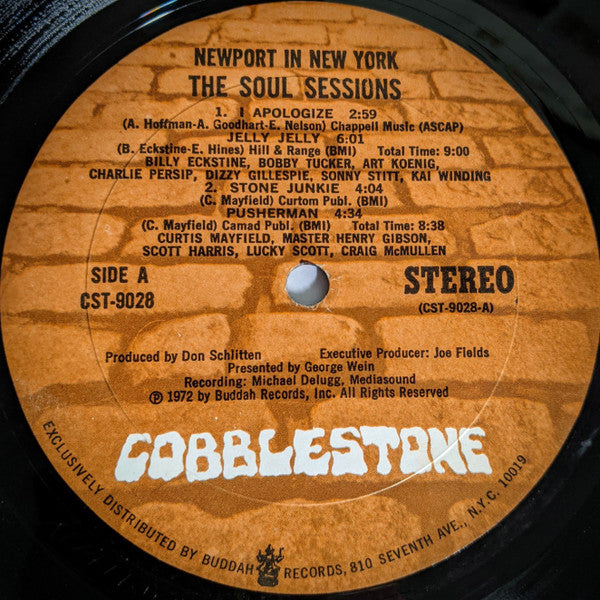 NEWPORT IN NEW YORK
THE SOUL SESSIONS
1. I APOLOGIZE 2:59
(A. Hoffman-A. Goodhart-E. Nelson) Chappell Music (ASCAP)
JELLY JELLY 6:01
(B. Eckstine-E. Hines) Hill & Range (BMI) Total Time: 9:00
BILLY ECKSTINE, BOBBY TUCKER, ART KOENIG,
CHARLIE PERSIP, DIZZY GILLESPIE, SONNY STITT, KAI WINDING
2. STONE JUNKIE 4:04
(C. Mayfield) Curtom Publ. (BMI)
PUSHERMAN 4:34
(C. Mayfield) Camad Publ. (BMI) Total Time: 8:38
CURTIS MAYFIELD, MASTER HENRY GIBSON,
SCOTT HARRIS, LUCKY SCOTT, CRAIG McMULLEN
SIDE A
CST-9028
STEREO
(CST-9028-A)
Produced by Don Schlitten Executive Producer: Joe Fields
Presented by George Wein
Recording: Michael Delugg, Mediasound
℗ 1972 by Buddah Records, Inc. All Rights Reserved
COBBLESTONE
EXCLUSIVELY DISTRIBUTED BY BUDDAH RECORDS, 810 SEVENTH AVE., N.Y.C. 10019